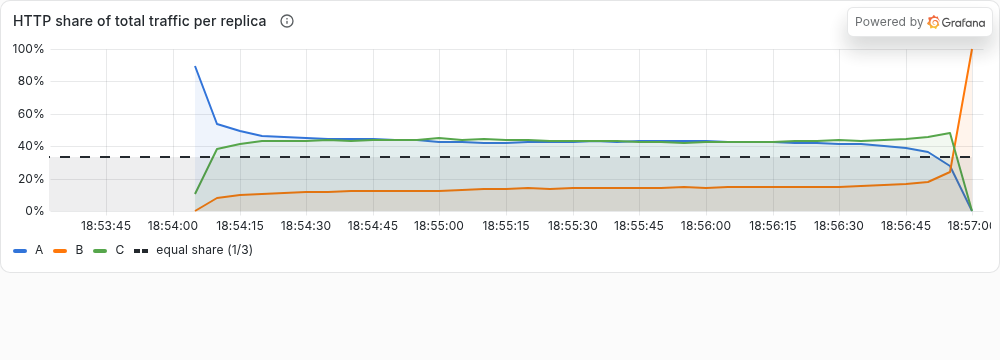 HTTP share of total traffic per replica
Powered by Grafana
100%
80%
60%
40%
20%
0%
18:53:45 18:54:00 18:54:15 18:54:30 18:54:45 18:55:00 18:55:15 18:55:30 18:55:45 18:56:00 18:56:15 18:56:30 18:56:45 18:57:00
A B C equal share (1/3)